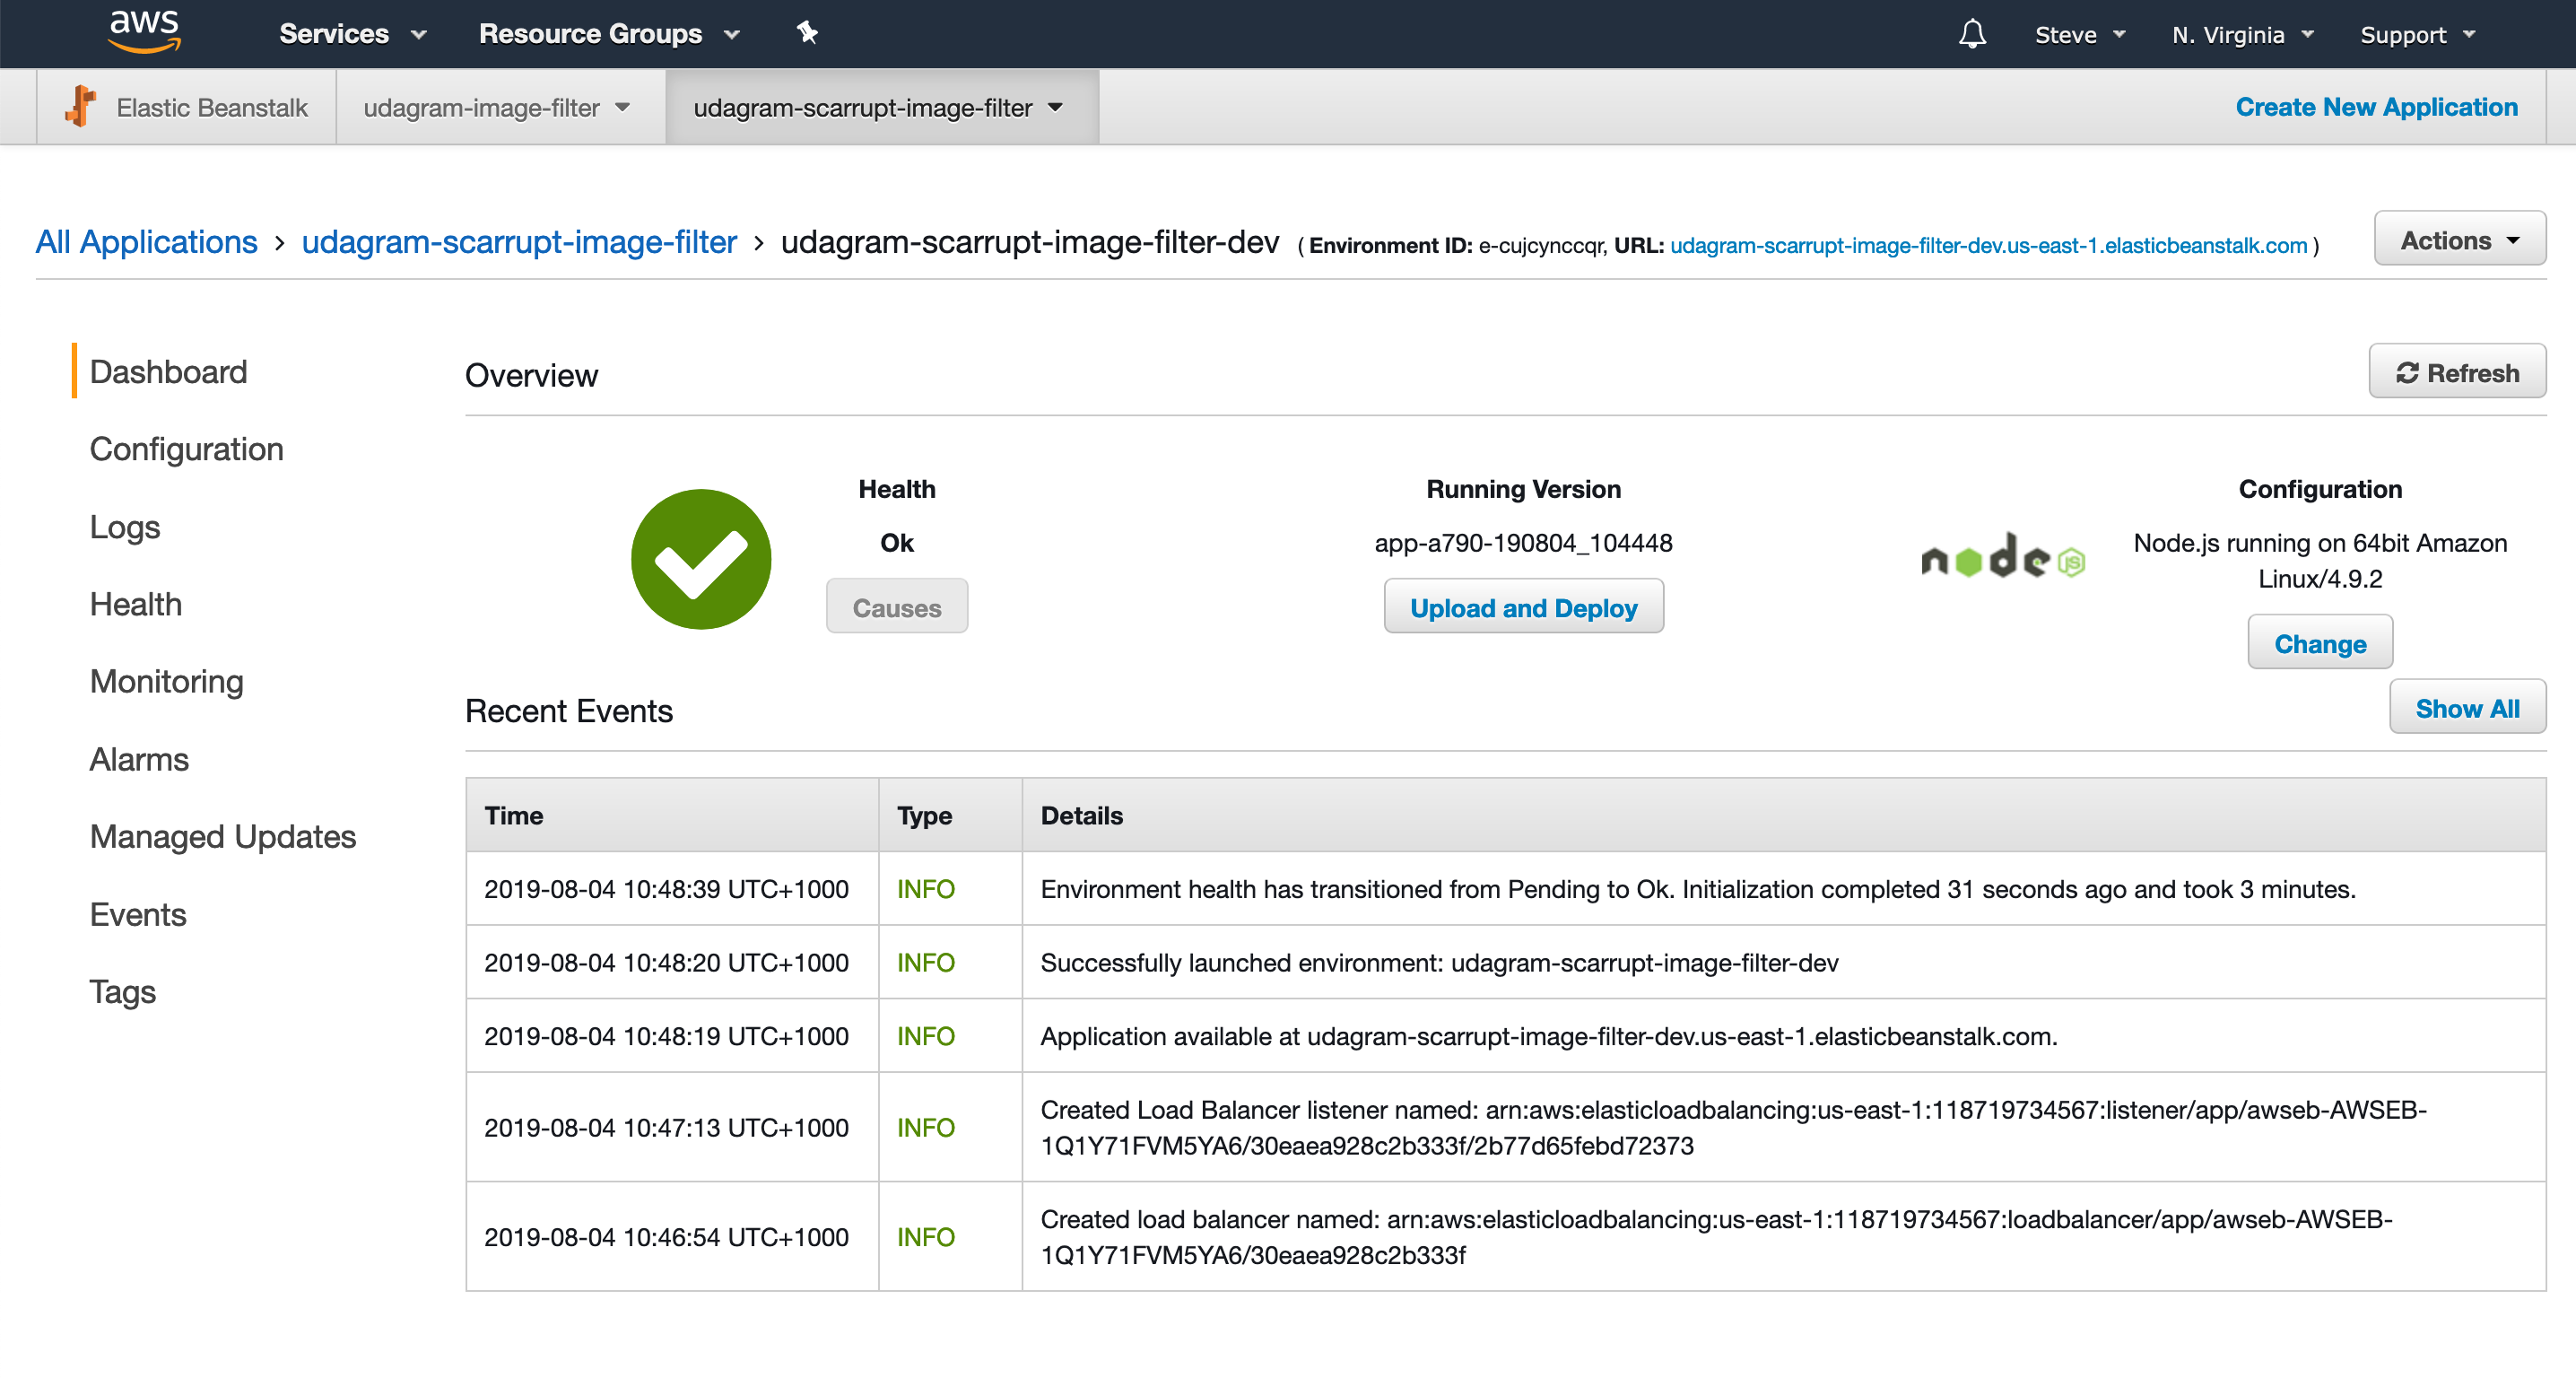 aws Services Resource Groups Steve N. Virginia Support
Elastic Beanstalk udagram-image-filter udagram-scarrupt-image-filter Create New Application
All Applications › udagram-scarrupt-image-filter › udagram-scarrupt-image-filter-dev ( Environment ID: e-cujcynccqr, URL: udagram-scarrupt-image-filter-dev.us-east-1.elasticbeanstalk.com ) Actions
Dashboard
Configuration
Logs
Health
Monitoring
Alarms
Managed Updates
Events
Tags
Overview Refresh
Health
Ok
Causes
Running Version
app-a790-190804_104448
Upload and Deploy
node JS
Configuration
Node.js running on 64bit Amazon
Linux/4.9.2
Change
Recent Events Show All
Time Type Details
2019-08-04 10:48:39 UTC+1000 INFO Environment health has transitioned from Pending to Ok. Initialization completed 31 seconds ago and took 3 minutes.
2019-08-04 10:48:20 UTC+1000 INFO Successfully launched environment: udagram-scarrupt-image-filter-dev
2019-08-04 10:48:19 UTC+1000 INFO Application available at udagram-scarrupt-image-filter-dev.us-east-1.elasticbeanstalk.com.
2019-08-04 10:47:13 UTC+1000 INFO Created Load Balancer listener named: arn:aws:elasticloadbalancing:us-east-1:118719734567:listener/app/awseb-AWSEB-
1Q1Y71FVM5YA6/30eaea928c2b333f/2b77d65febd72373
2019-08-04 10:46:54 UTC+1000 INFO Created load balancer named: arn:aws:elasticloadbalancing:us-east-1:118719734567:loadbalancer/app/awseb-AWSEB-
1Q1Y71FVM5YA6/30eaea928c2b333f